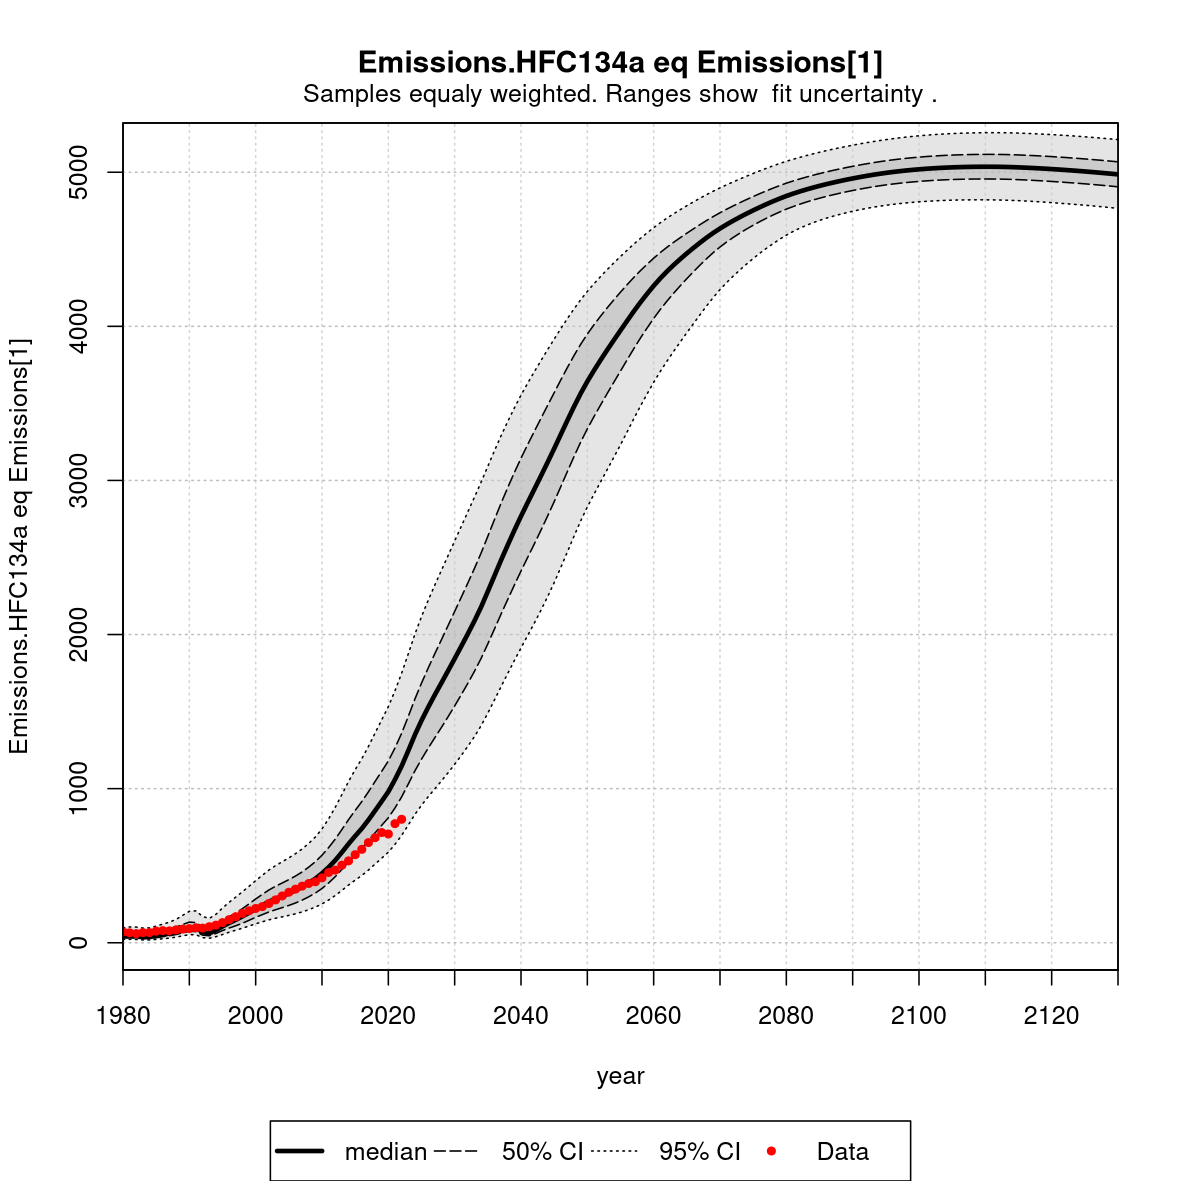 Emissions.HFC134a eq Emissions[1]
Samples equaly weighted. Ranges show  fit uncertainty .
Emissions.HFC134a eq Emissions[1]
5000
4000
3000
2000
1000
0
1980 2000 2020 2040 2060 2080 2100 2120
year
median 50% CI 95% CI Data